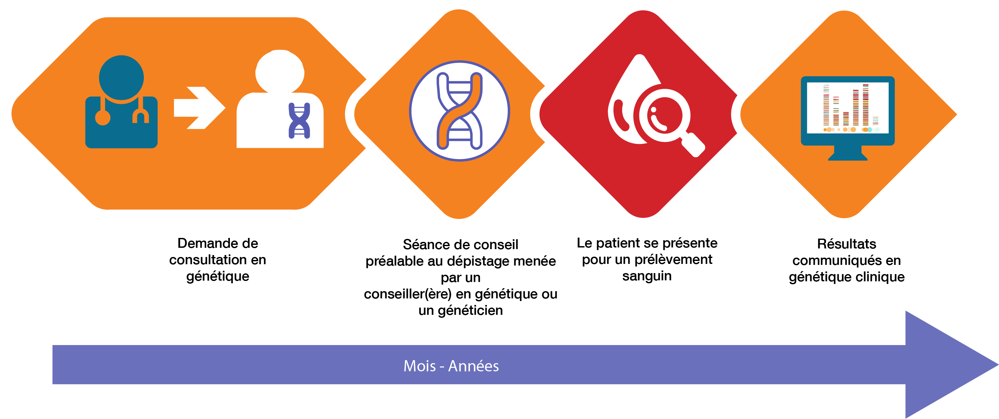 Demande de
consultation en
génétique
Séance de conseil
préalable au dépistage menée
par un
conseiller(ère) en génétique ou
un généticien
Le patient se présente
pour un prélèvement
sanguin
Résultats
communiqués en
génétique clinique
Mois - Années